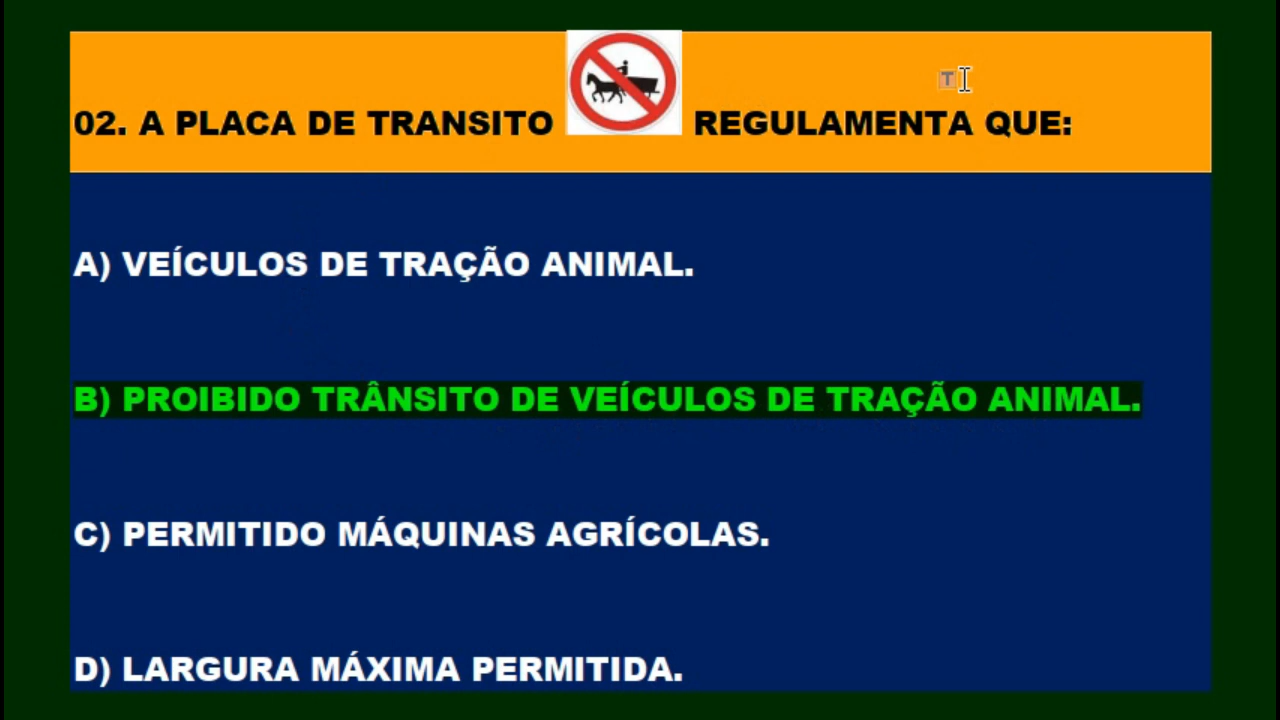 02. A PLACA DE TRANSITO REGULAMENTA QUE:
A) VEÍCULOS DE TRAÇÃO ANIMAL.
B) PROIBIDO TRÂNSITO DE VEÍCULOS DE TRAÇÃO ANIMAL.
C) PERMITIDO MÁQUINAS AGRÍCOLAS.
D) LARGURA MÁXIMA PERMITIDA.